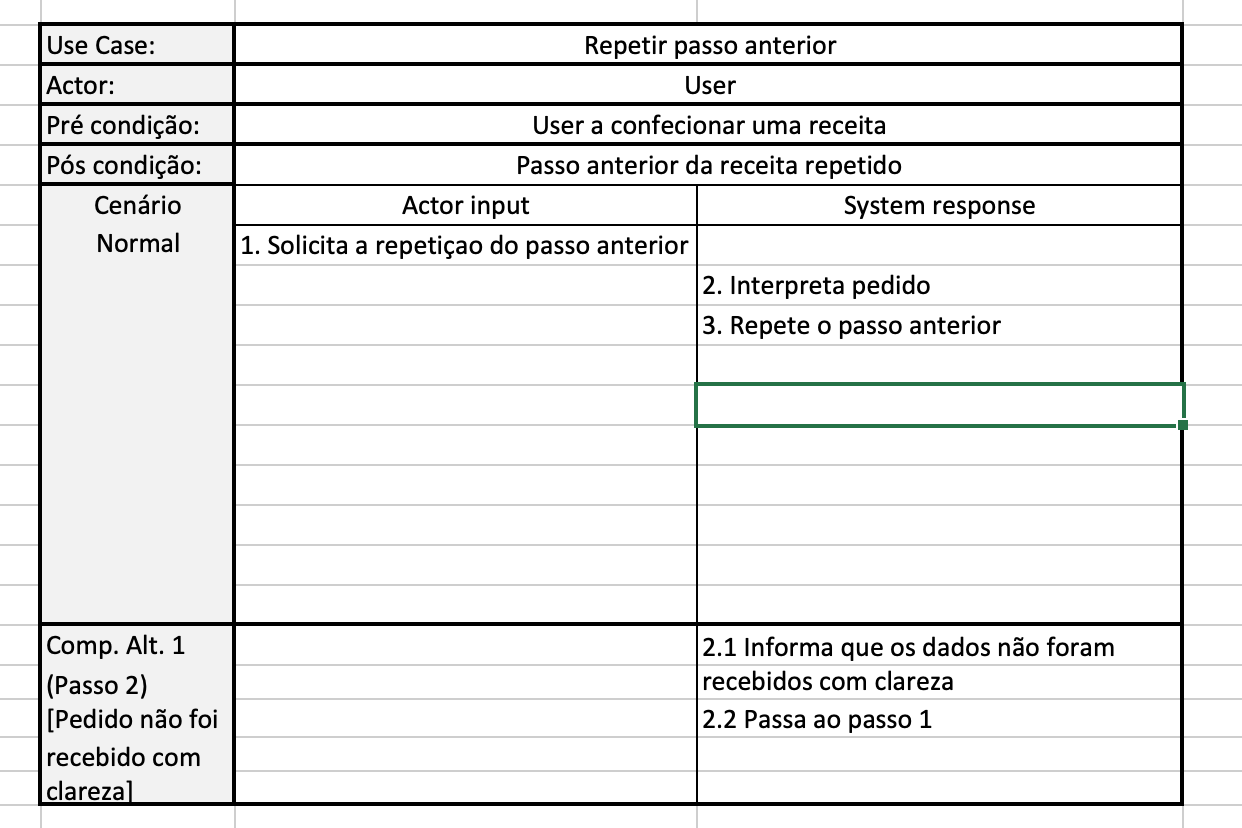 Use Case: Repetir passo anterior
Actor: User
Pré condição: User a confecionar uma receita
Pós condição: Passo anterior da receita repetido
Cenário Actor input System response
Normal 1. Solicita a repetiçao do passo anterior
2. Interpreta pedido
3. Repete o passo anterior
Comp. Alt. 1 2.1 Informa que os dados não foram
(Passo 2) recebidos com clareza
[Pedido não foi 2.2 Passa ao passo 1
recebido com
clareza]